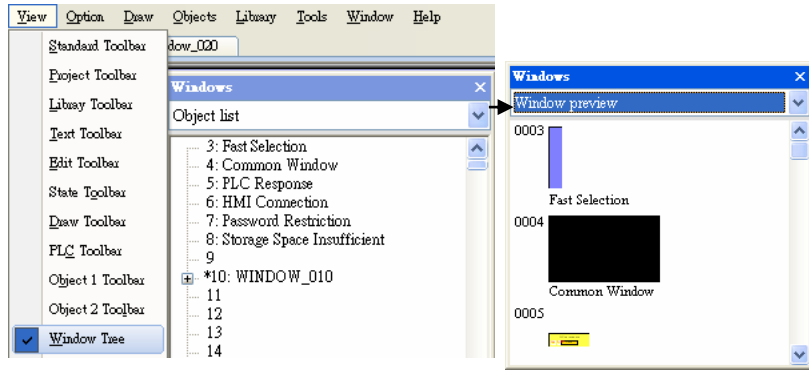 View Option Draw Objects Library Tools Window Help
Standard Toolbar
Project Toolbar
Libray Toolbar
Text Toolbar
Edit Toolbar
State Toolbar
Draw Toolbar
PLC Toolbar
Object 1 Toolbar
Object 2 Toolbar
Window Tree
dow_020
Windows
Object list
3: Fast Selection
4: Common Window
5: PLC Response
6: HMI Connection
7: Password Restriction
8: Storage Space Insufficient
9
*10: WINDOW_010
11
12
13
14
Windows
Window preview
0003
Fast Selection
0004
Common Window
0005